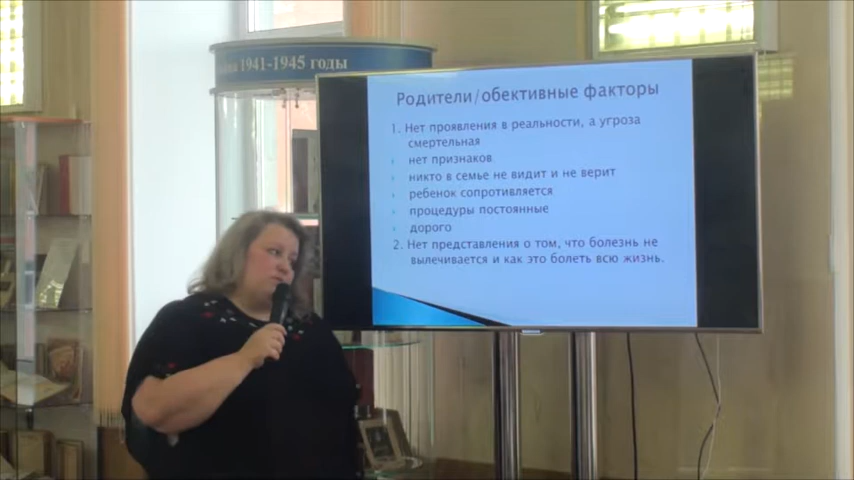 1941-1945 годы
Родители/обективные факторы
1. Нет проявления в реальности, а угроза
смертельная
нет признаков
никто в семье не видит и не верит
ребенок сопротивляется
процедуры постоянные
дорого
2. Нет представления о том, что болезнь не
вылечивается и как это болеть всю жизнь.